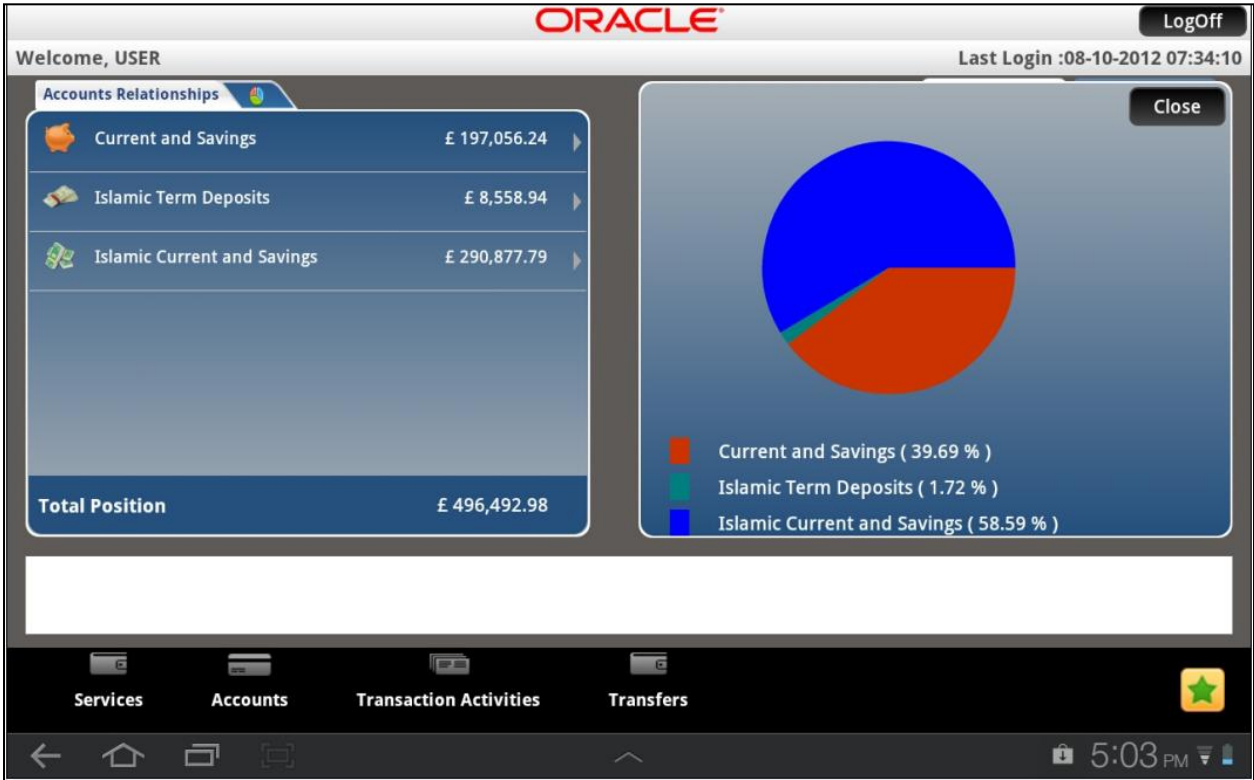 ORACLE
LogOff
Welcome, USER
Last Login :08-10-2012 07:34:10
Accounts Relationships
Current and Savings £ 197,056.24
Islamic Term Deposits £ 8,558.94
Islamic Current and Savings £ 290,877.79
Total Position £ 496,492.98
Close
Current and Savings ( 39.69 % )
Islamic Term Deposits ( 1.72 % )
Islamic Current and Savings ( 58.59 % )
Services
Accounts
Transaction Activities
Transfers
5:03 PM